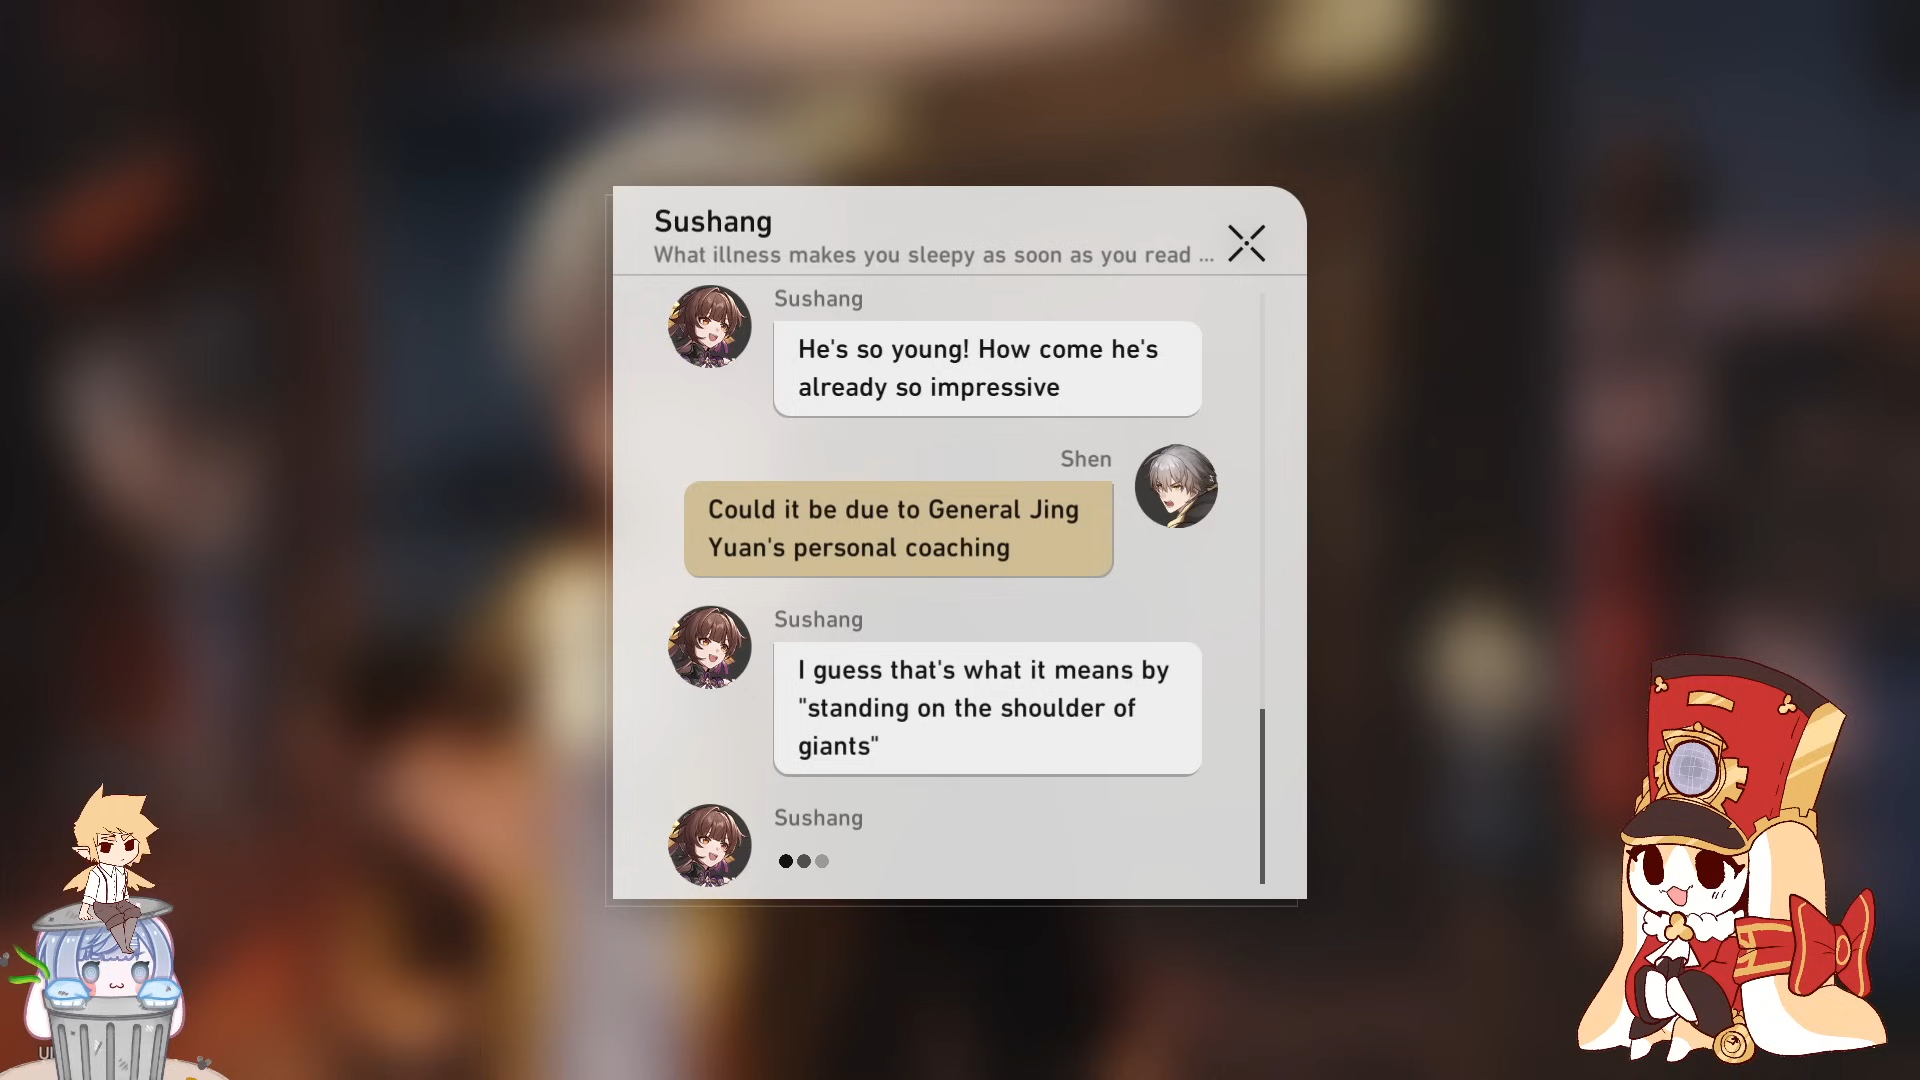 Sushang
What illness makes you sleepy as soon as you read ...
Sushang
He's so young! How come he's
already so impressive
Shen
Could it be due to General Jing
Yuan's personal coaching
Sushang
I guess that's what it means by
"standing on the shoulder of
giants"
Sushang